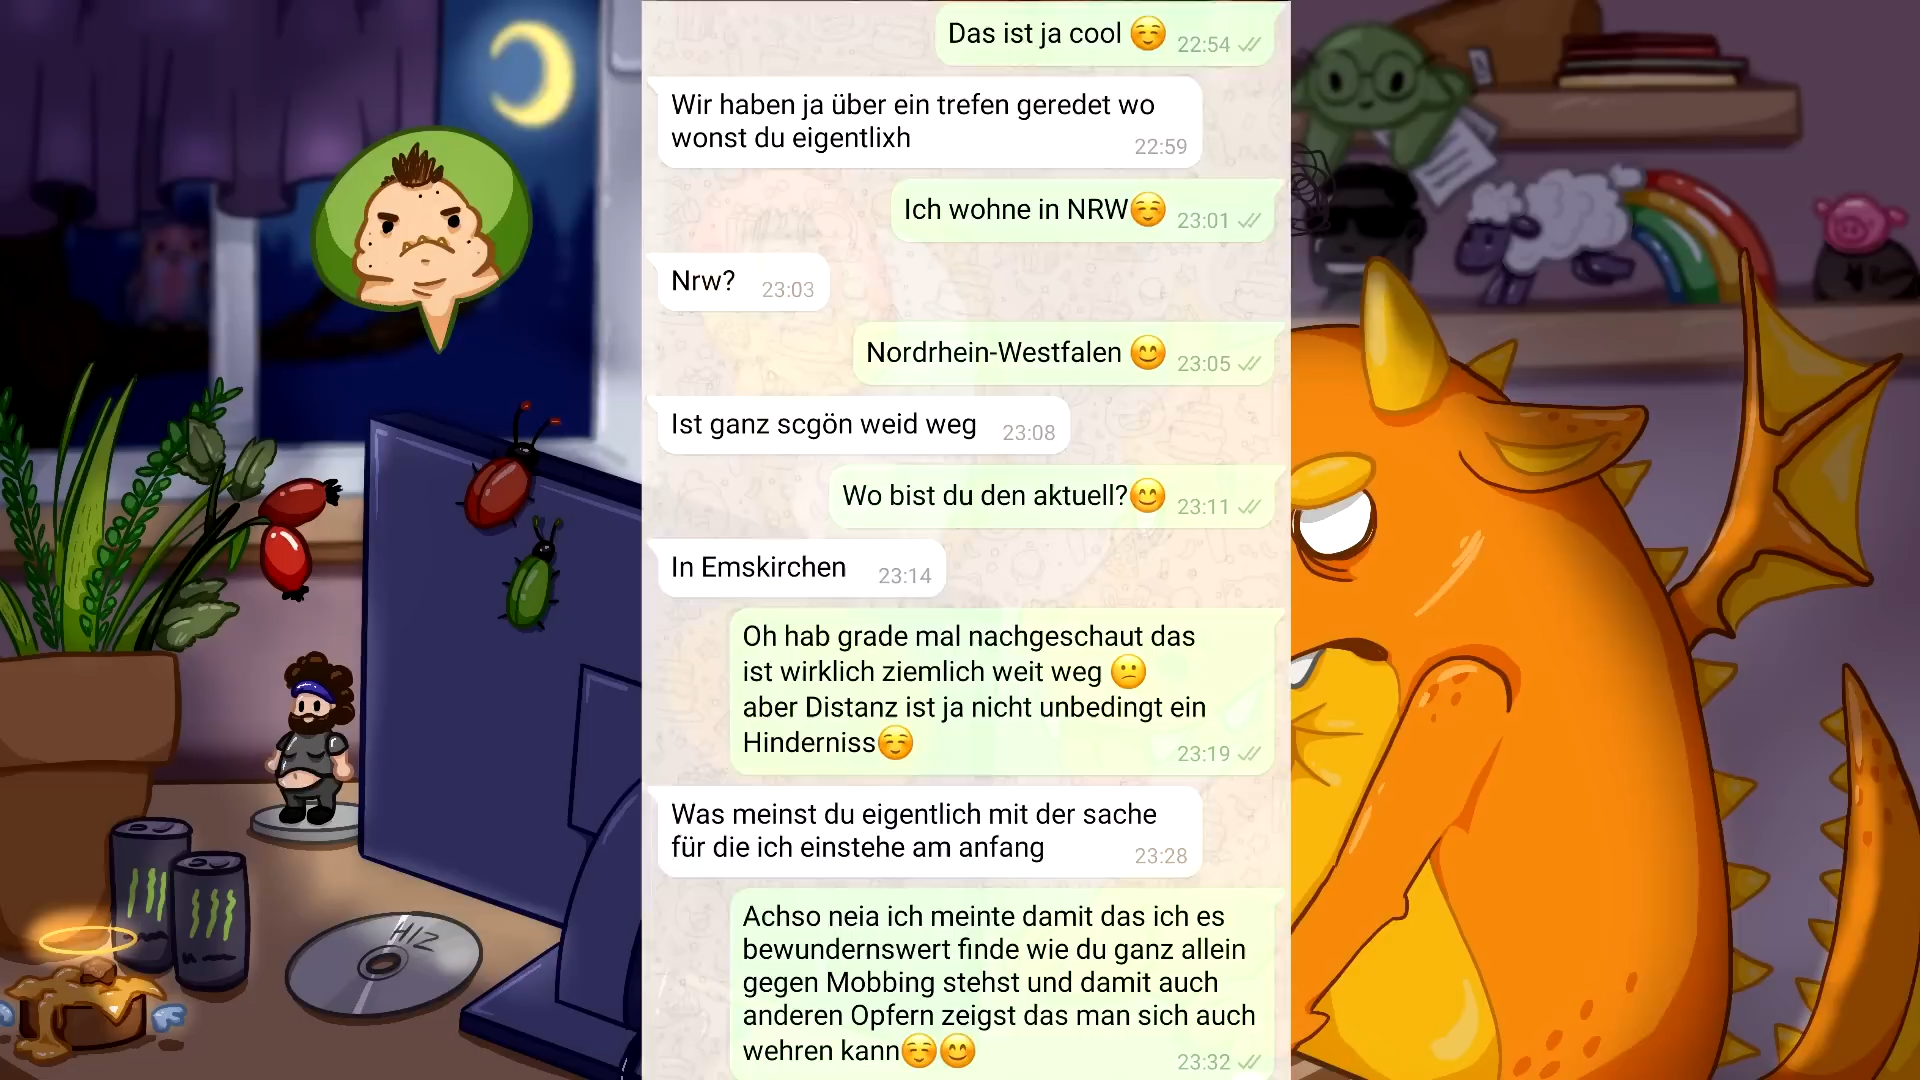 Das ist ja cool ☺️ 22:54
Wir haben ja über ein trefen geredet wo
wonst du eigentlixh 22:59
Ich wohne in NRW☺️ 23:01
Nrw? 23:03
Nordrhein-Westfalen 😊 23:05
Ist ganz scgön weid weg 23:08
Wo bist du den aktuell?😊 23:11
In Emskirchen 23:14
Oh hab grade mal nachgeschaut das
ist wirklich ziemlich weit weg 😕
aber Distanz ist ja nicht unbedingt ein
Hinderniss☺️ 23:19
Was meinst du eigentlich mit der sache
für die ich einstehe am anfang 23:28
Achso neia ich meinte damit das ich es
bewundernswert finde wie du ganz allein
gegen Mobbing stehst und damit auch
anderen Opfern zeigst das man sich auch
wehren kann☺️😊 23:32